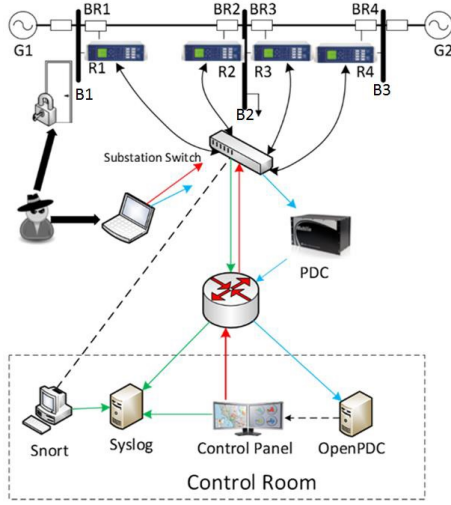 BR1 BR2 BR3 BR4
G1 G2
R1 R2 R3 R4
B1 B2 B3
Substation Switch
PDC
Snort Syslog Control Panel OpenPDC
Control Room